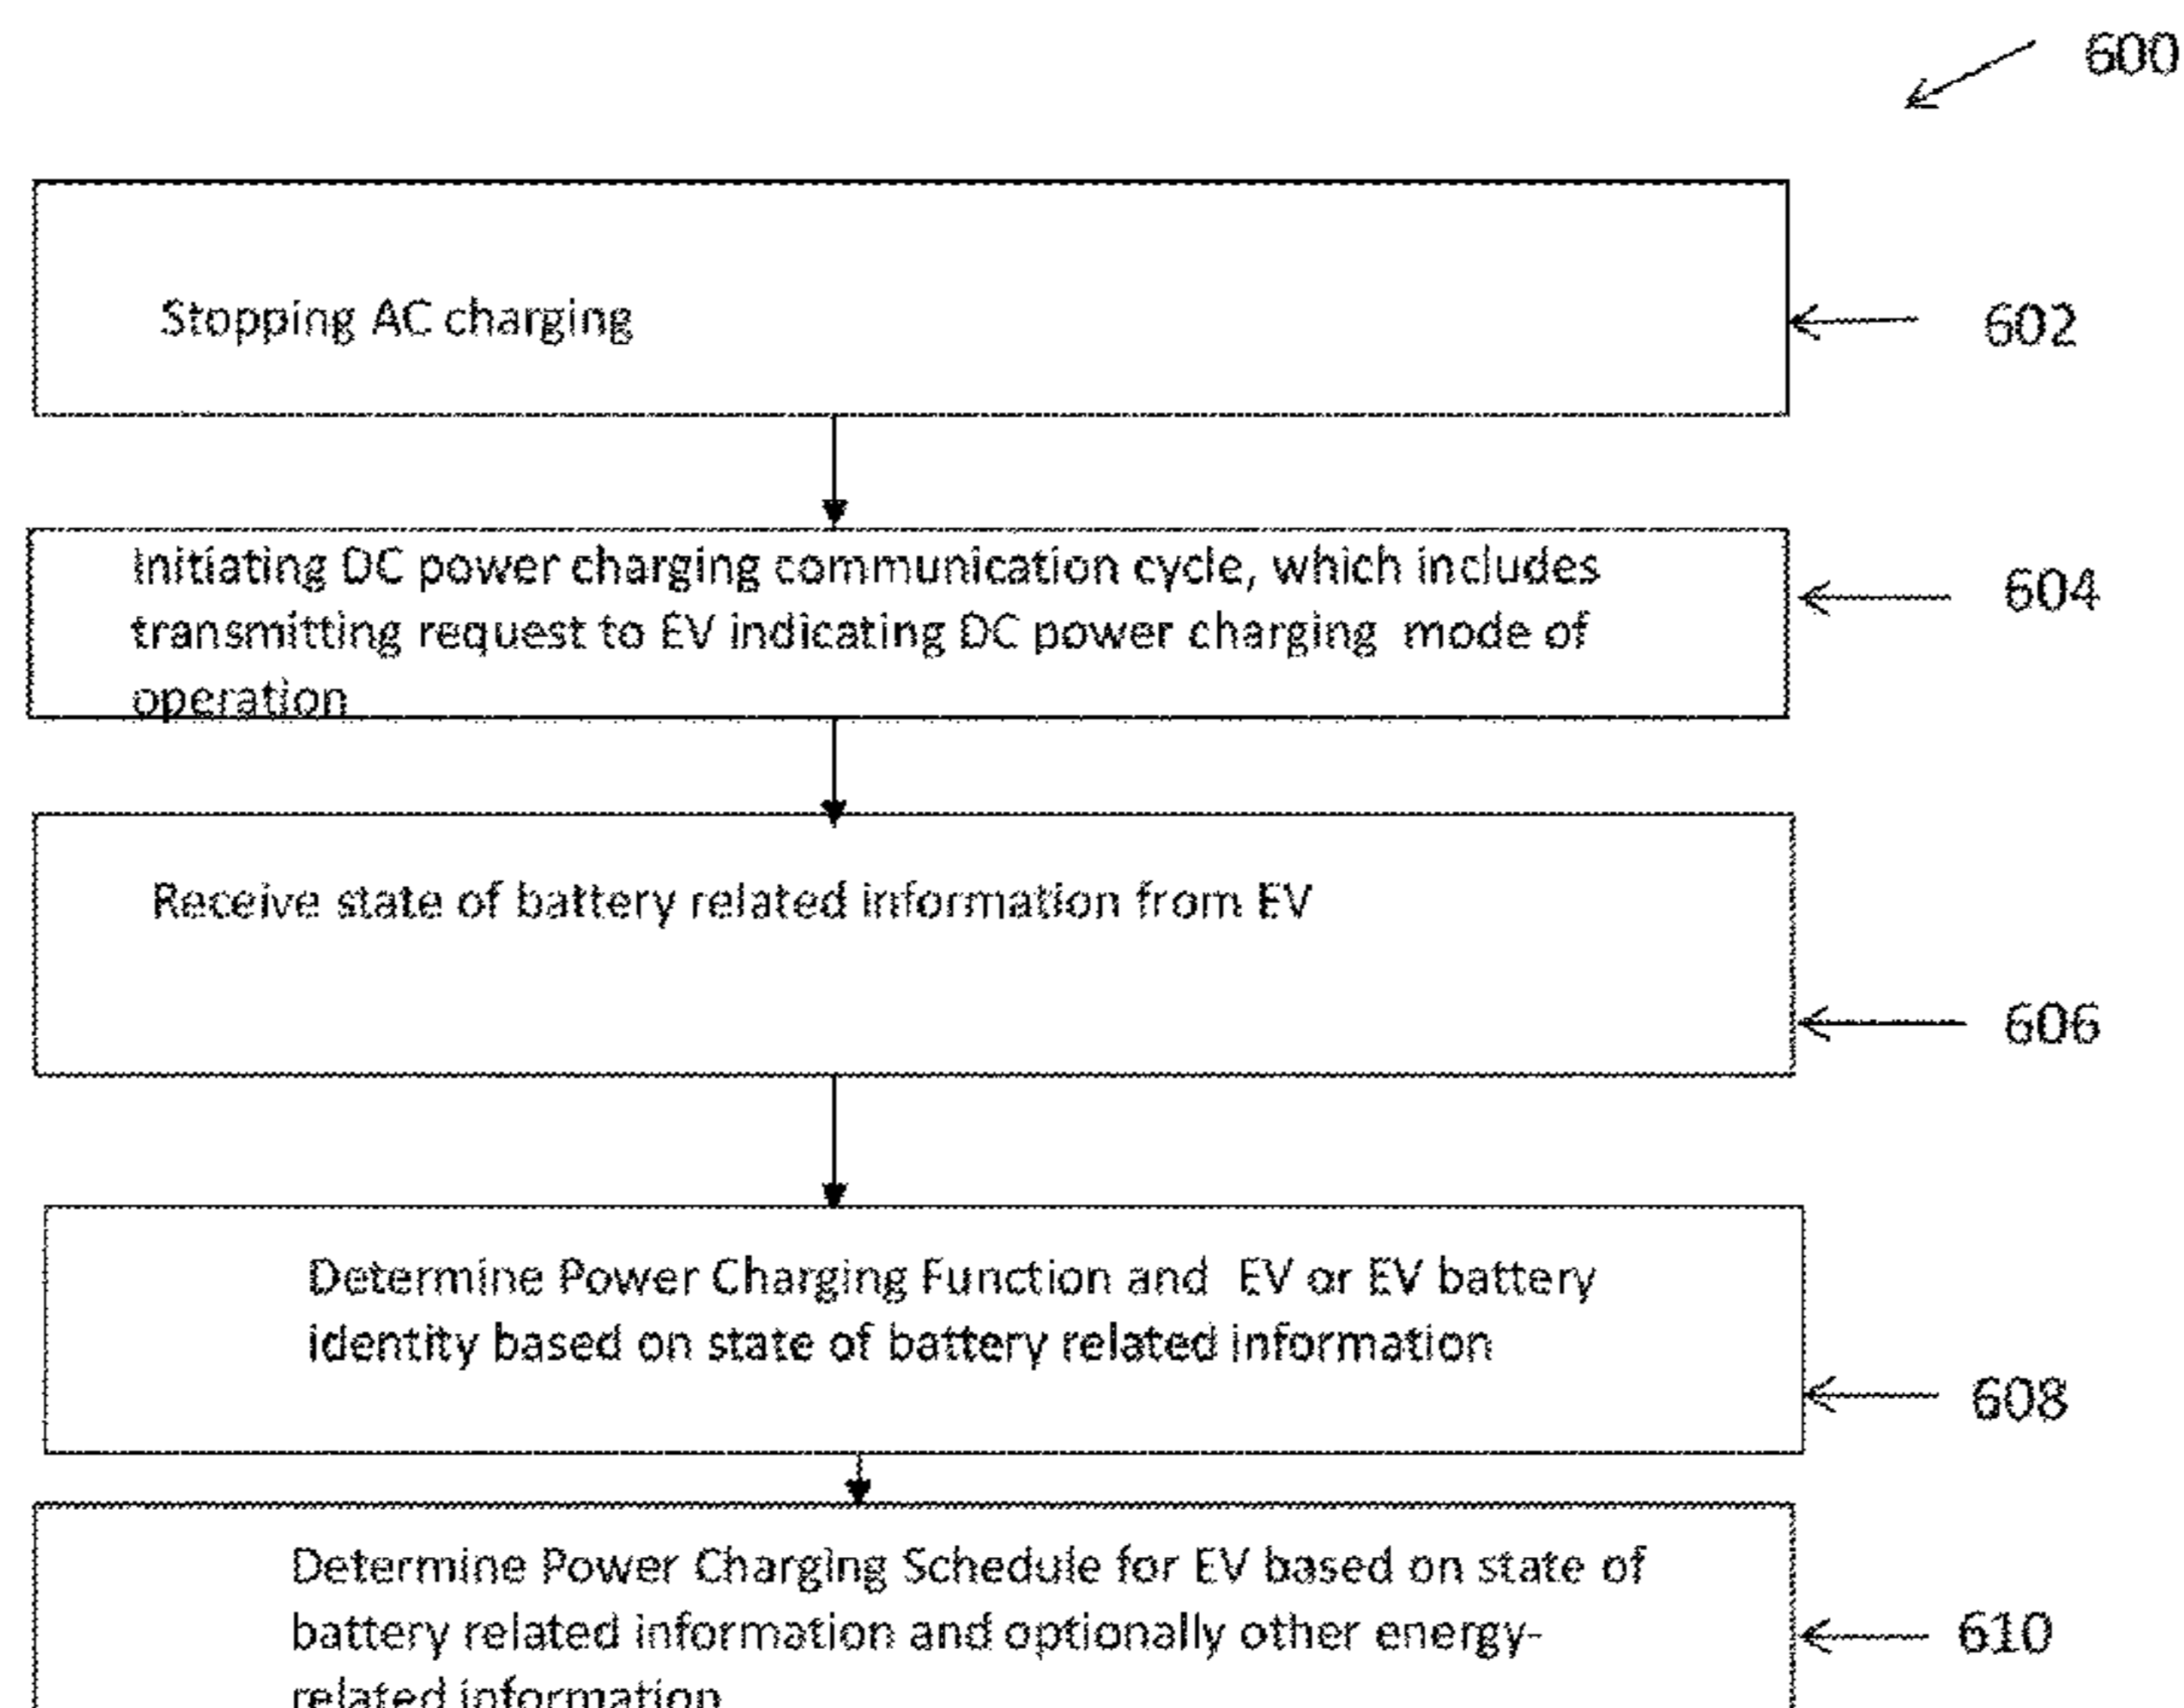 600
Stopping AC charging
602
Initiating DC power charging communication cycle, which includes
transmitting request to EV indicating DC power charging mode of
operation
604
Receive state of battery related information from EV
606
Determine Power Charging Function and EV or EV battery
identity based on state of battery related information
608
Determine Power Charging Schedule for EV based on state of
battery related information and optionally other energy-
related information
610